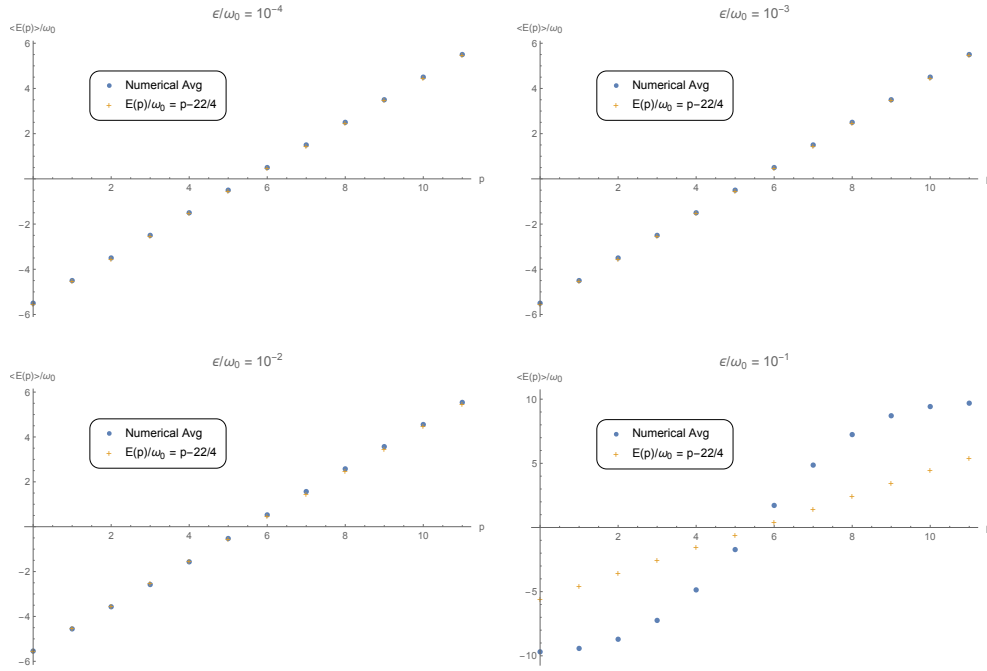 ϵ/ω0 = 10⁻⁴
<E(p)>/ω0
6
4
2
-2
-4
-6
2
4
6
8
10
p
Numerical Avg
E(p)/ω0 = p-22/4
ϵ/ω0 = 10⁻³
<E(p)>/ω0
6
4
2
-2
-4
-6
2
4
6
8
10
Numerical Avg
E(p)/ω0 = p-22/4
ϵ/ω0 = 10⁻²
<E(p)>/ω0
6
4
2
-2
-4
-6
2
4
6
8
10
p
Numerical Avg
E(p)/ω0 = p-22/4
ϵ/ω0 = 10⁻¹
<E(p)>/ω0
10
5
-5
-10
2
4
6
8
10
Numerical Avg
E(p)/ω0 = p-22/4